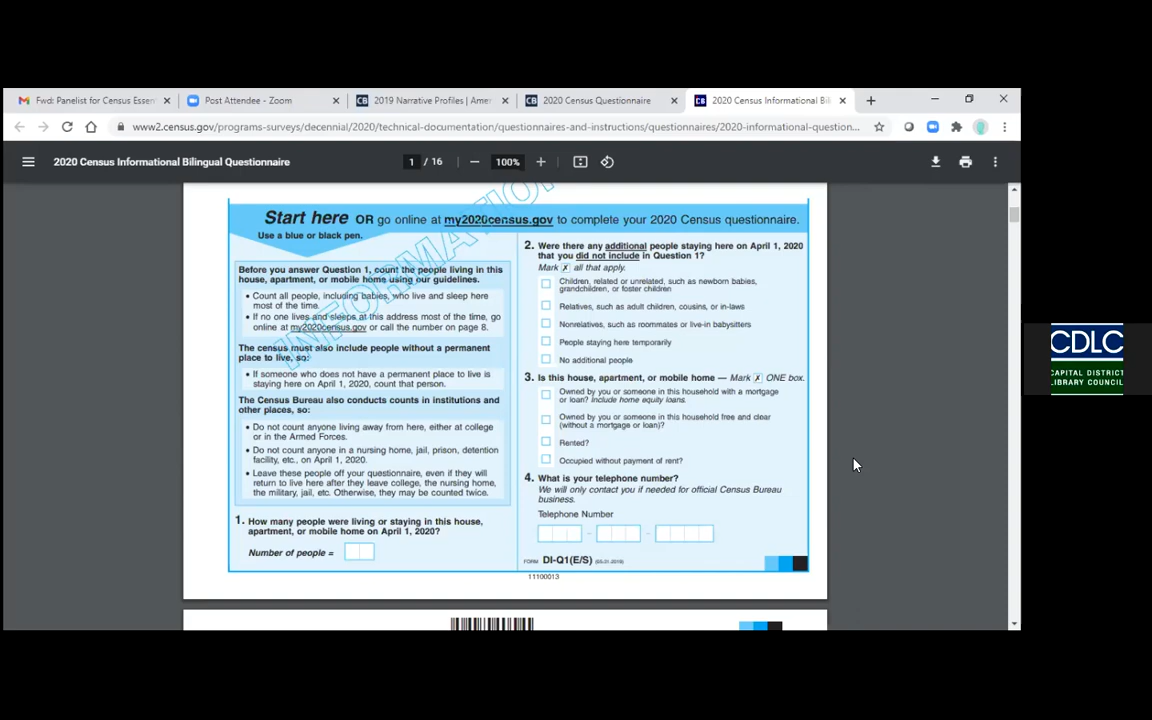 Fwd: Panelist for Census Essen
Post Attendee - Zoom
2019 Narrative Profiles | Amer
2020 Census Questionnaire
2020 Census Informational Bil
www2.census.gov/programs-surveys/decennial/2020/technical-documentation/questionnaires-and-instructions/questionnaires/2020-informational-question...
2020 Census Informational Bilingual Questionnaire
1 / 16
100%
INFORMATION
Start here OR go online at my2020census.gov to complete your 2020 Census questionnaire.
Use a blue or black pen.
Before you answer Question 1, count the people living in this
house, apartment, or mobile home using our guidelines.
• Count all people, including babies, who live and sleep here
most of the time.
• If no one lives and sleeps at this address most of the time, go
online at my2020census.gov or call the number on page 8.
The census must also include people without a permanent
place to live, so:
• If someone who does not have a permanent place to live is
staying here on April 1, 2020, count that person.
The Census Bureau also conducts counts in institutions and
other places, so:
• Do not count anyone living away from here, either at college
or in the Armed Forces.
• Do not count anyone in a nursing home, jail, prison, detention
facility, etc., on April 1, 2020.
• Leave these people off your questionnaire, even if they will
return to live here after they leave college, the nursing home,
the military, jail, etc. Otherwise, they may be counted twice.
1. How many people were living or staying in this house,
apartment, or mobile home on April 1, 2020?
Number of people =
2. Were there any additional people staying here on April 1, 2020
that you did not include in Question 1?
Mark X all that apply.
Children, related or unrelated, such as newborn babies,
grandchildren, or foster children
Relatives, such as adult children, cousins, or in-laws
Nonrelatives, such as roommates or live-in babysitters
People staying here temporarily
No additional people
3. Is this house, apartment, or mobile home — Mark X ONE box.
Owned by you or someone in this household with a mortgage
or loan? Include home equity loans.
Owned by you or someone in this household free and clear
(without a mortgage or loan)?
Rented?
Occupied without payment of rent?
4. What is your telephone number?
We will only contact you if needed for official Census Bureau
business.
Telephone Number
FORM DI-Q1(E/S)
11100013
CDLC
CAPITAL DISTRICT
LIBRARY COUNCIL